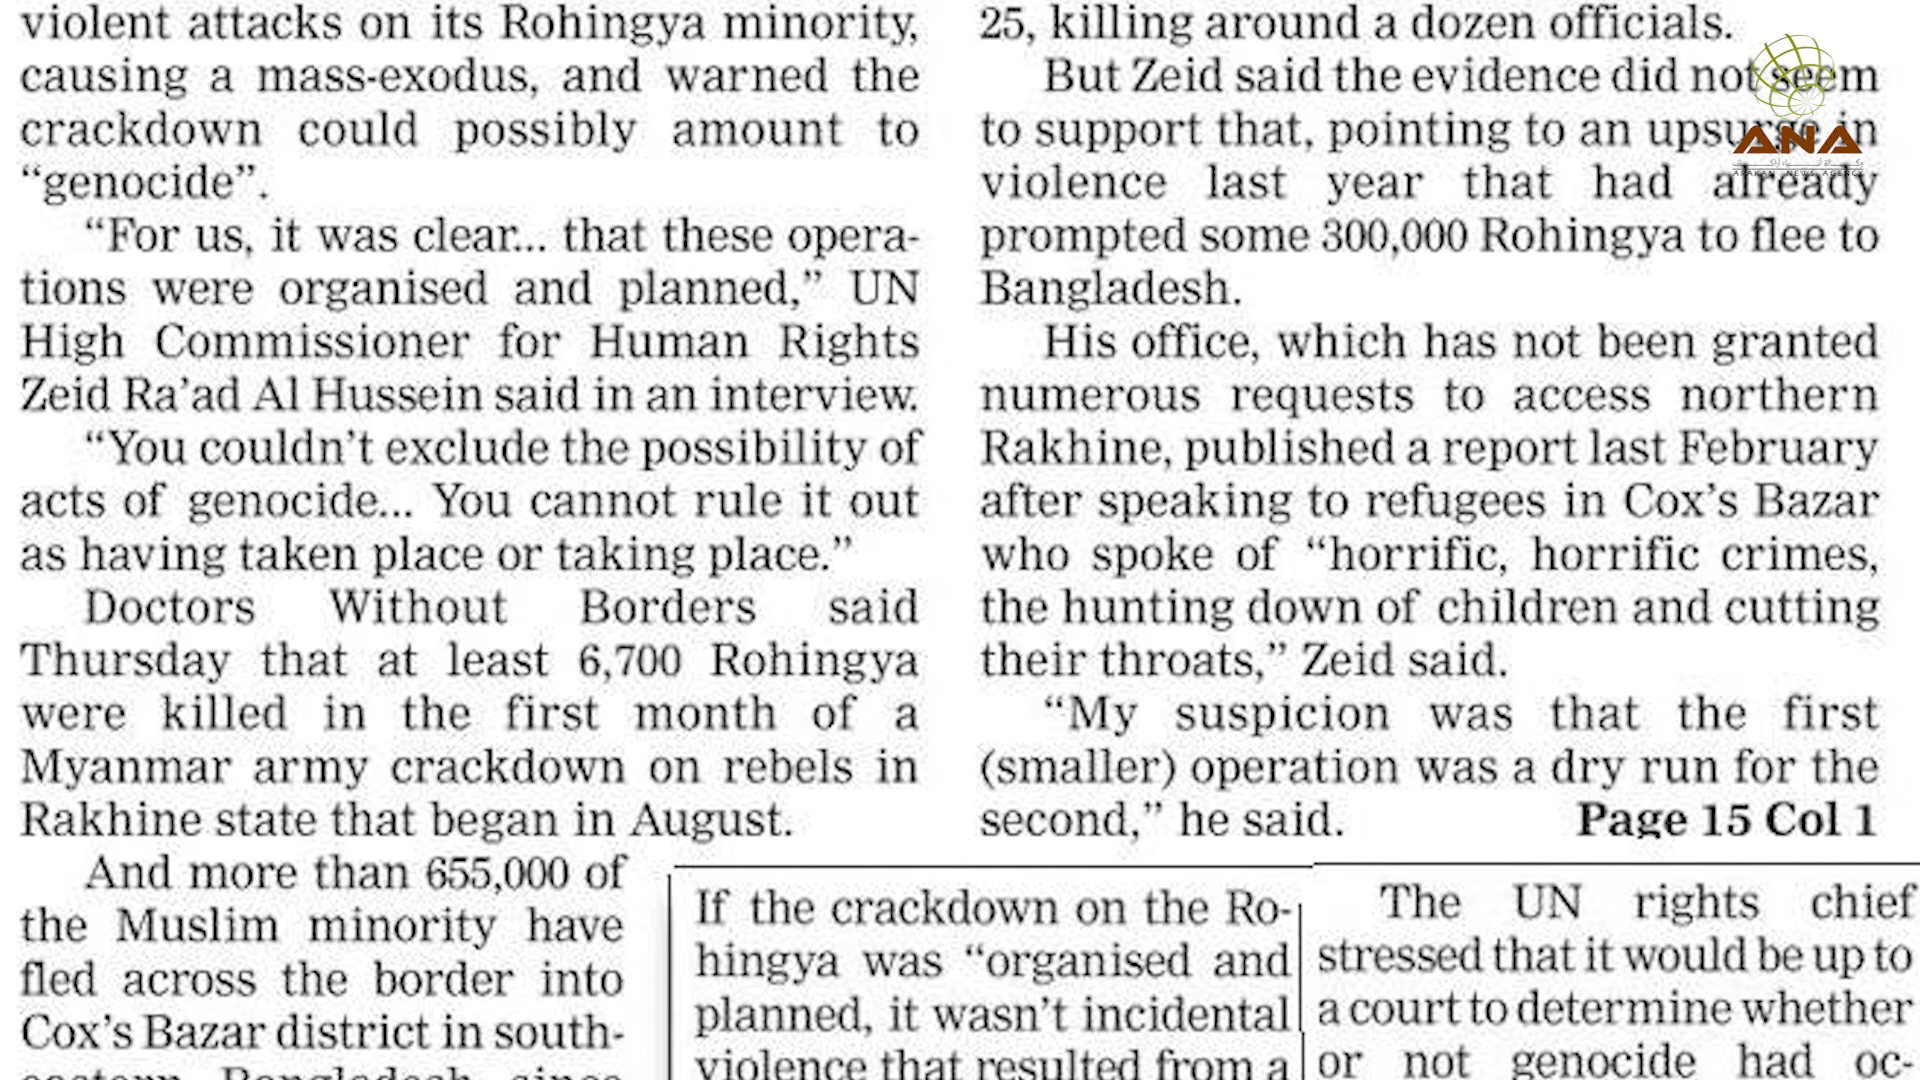 violent attacks on its Rohingya minority,
causing a mass-exodus, and warned the
crackdown could possibly amount to
“genocide”.
“For us, it was clear... that these opera-
tions were organised and planned,” UN
High Commissioner for Human Rights
Zeid Ra’ad Al Hussein said in an interview.
“You couldn’t exclude the possibility of
acts of genocide... You cannot rule it out
as having taken place or taking place.”
Doctors Without Borders said
Thursday that at least 6,700 Rohingya
were killed in the first month of a
Myanmar army crackdown on rebels in
Rakhine state that began in August.
And more than 655,000 of
the Muslim minority have
fled across the border into
Cox’s Bazar district in south-
eastern Bangladesh since
25, killing around a dozen officials.
But Zeid said the evidence did not seem
to support that, pointing to an upsurge in
violence last year that had already
prompted some 300,000 Rohingya to flee to
Bangladesh.
His office, which has not been granted
numerous requests to access northern
Rakhine, published a report last February
after speaking to refugees in Cox’s Bazar
who spoke of “horrific, horrific crimes,
the hunting down of children and cutting
their throats,” Zeid said.
“My suspicion was that the first
(smaller) operation was a dry run for the
second,” he said.
Page 15 Col 1
If the crackdown on the Ro-
hingya was “organised and
planned, it wasn’t incidental
violence that resulted from a
The UN rights chief
stressed that it would be up to
a court to determine whether
or not genocide had oc-
ANA
ARAKAN NEWS AGENCY